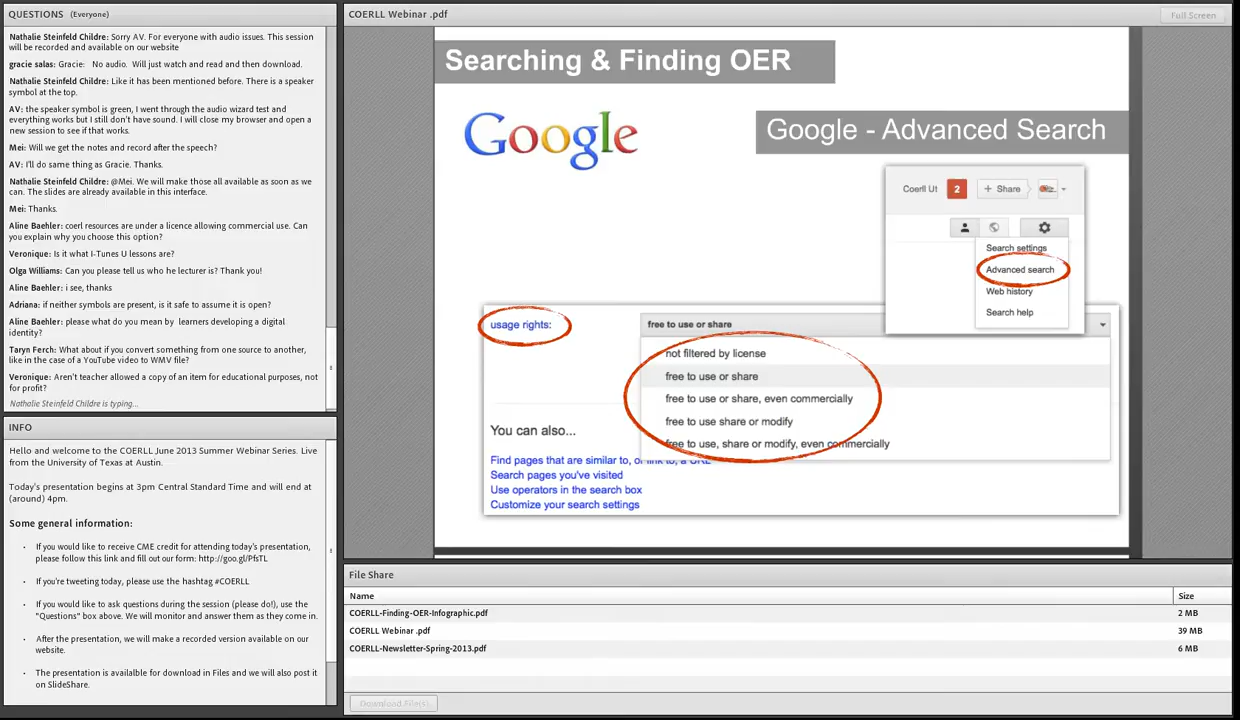 QUESTIONS (Everyone)
Nathalie Steinfeld Childre: Sorry AV. For everyone with audio issues. This session
will be recorded and available on our website
gracie salas: Gracie: No audio. Will just watch and read and then download.
Nathalie Steinfeld Childre: Like it has been mentioned before. There is a speaker
symbol at the top.
AV: the speaker symbol is green, I went through the audio wizard test and
everything works but I still don't have sound. I will close my browser and open a
new session to see if that works.
Mei: Will we get the notes and record after the speech?
AV: I'll do same thing as Gracie. Thanks.
Nathalie Steinfeld Childre: @Mei. We will make those all available as soon as we
can. The slides are already available in this interface.
Mei: Thanks.
Aline Baehler: coerl resources are under a licence allowing commercial use. Can
you explain why you choose this option?
Veronique: Is it what I-Tunes U lessons are?
Olga Williams: Can you please tell us who he lecturer is? Thank you!
Aline Baehler: i see, thanks
Adriana: if neither symbols are present, is it safe to assume it is open?
Aline Baehler: please what do you mean by learners developing a digital
identity?
Taryn Ferch: What about if you convert something from one source to another,
like in the case of a YouTube video to WMV file?
Veronique: Aren't teacher allowed a copy of an item for educational purposes, not
for profit?
Nathalie Steinfeld Childre is typing...
INFO
Hello and welcome to the COERLL June 2013 Summer Webinar Series. Live
from the University of Texas at Austin.
Today's presentation begins at 3pm Central Standard Time and will end at
(around) 4pm.
Some general information:
· If you would like to receive CME credit for attending today's presentation,
please follow this link and fill out our form: http://goo.gl/PfsTL
· If you're tweeting today, please use the hashtag #COERLL
· If you would like to ask questions during the session (please do!), use the
"Questions" box above. We will monitor and answer them as they come in.
· After the presentation, we will make a recorded version available on our
website.
· The presentation is availalble for download in Files and we will also post it
on SlideShare.
COERLL Webinar .pdf
Full Screen
Searching & Finding OER
Google
Google - Advanced Search
Coerll Ut 2 + Share
Search settings
Advanced search
Web history
Search help
usage rights:
free to use or share
not filtered by license
free to use or share
free to use or share, even commercially
free to use share or modify
free to use, share or modify, even commercially
You can also...
Find pages that are similar to, or link to, a URL
Search pages you've visited
Use operators in the search box
Customize your search settings
File Share
Name Size
COERLL-Finding-OER-Infographic.pdf 2 MB
COERLL Webinar .pdf 39 MB
COERLL-Newsletter-Spring-2013.pdf 6 MB
Download File(s)